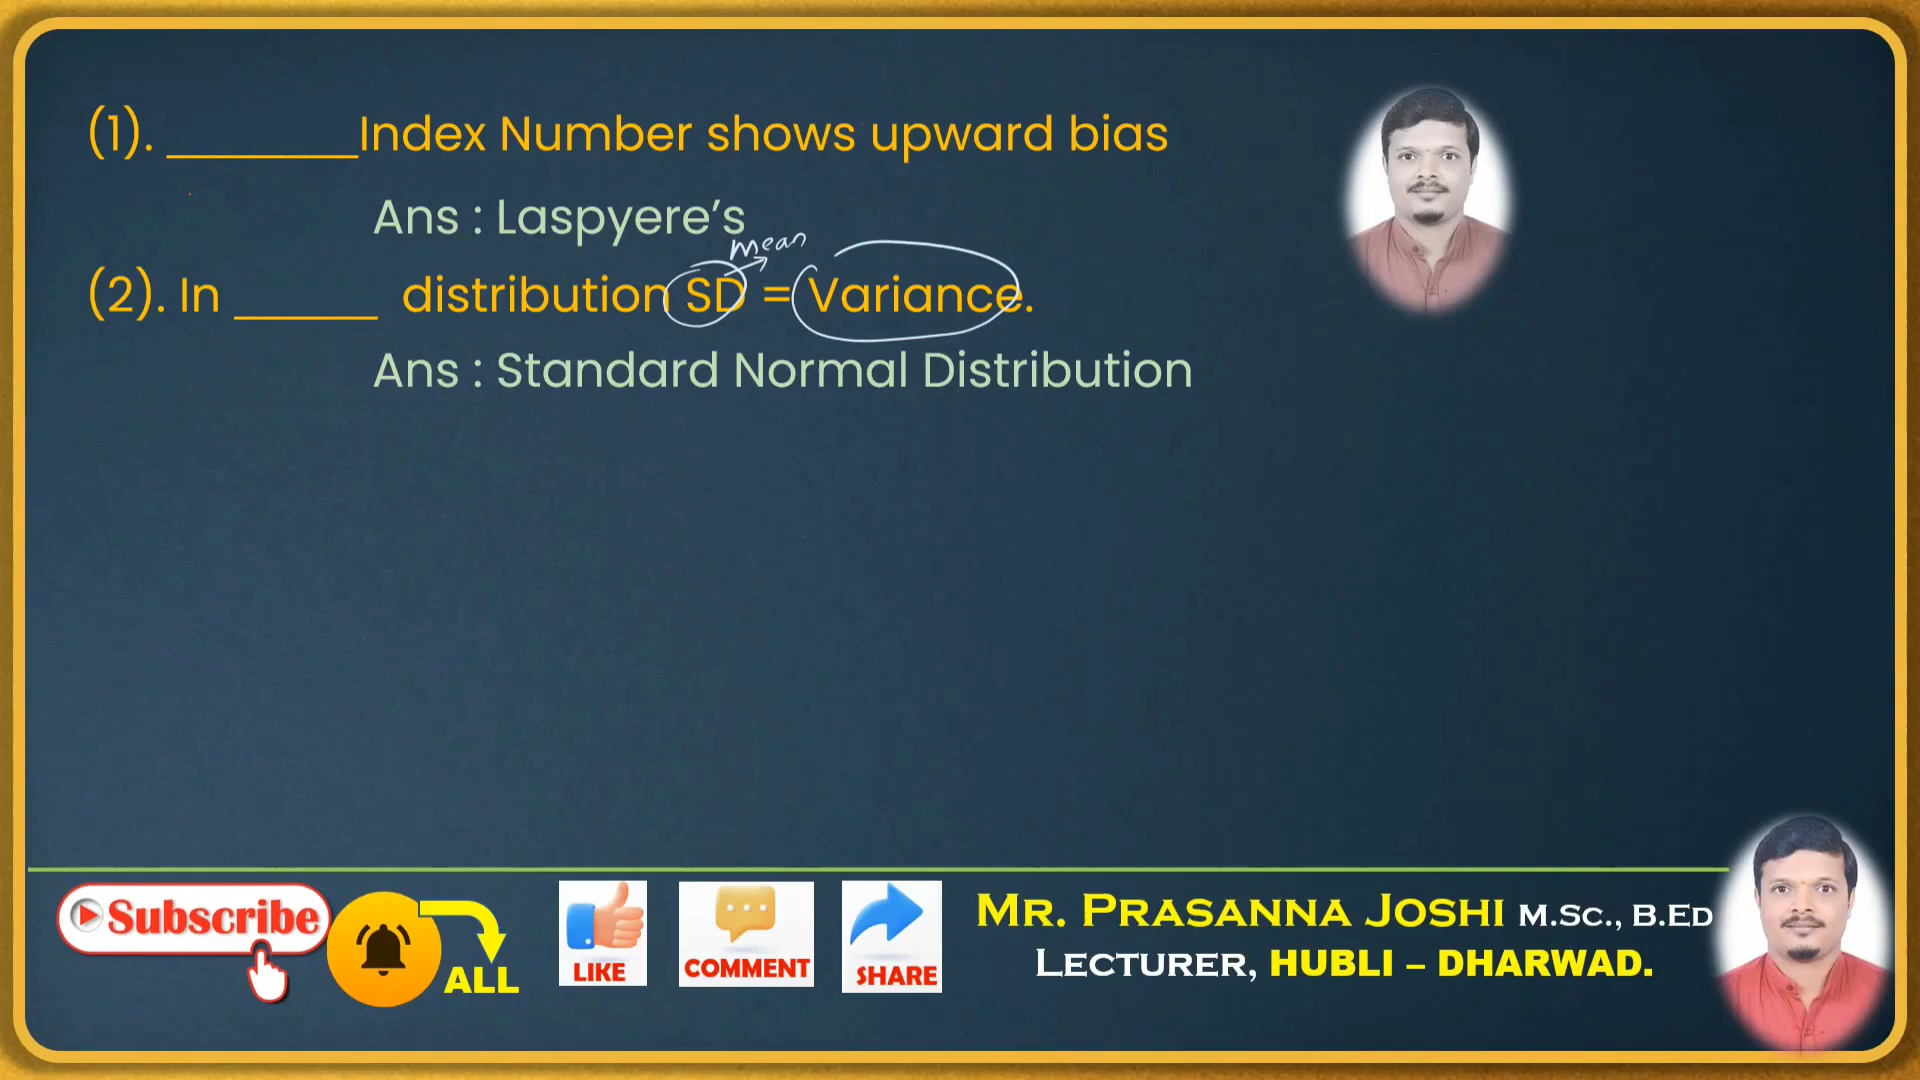 (1). ________Index Number shows upward bias
Ans : Laspyere’s
mean
(2). In ______ distribution SD = Variance.
Ans : Standard Normal Distribution
Subscribe
ALL
LIKE
COMMENT
SHARE
MR. PRASANNA JOSHI M.SC., B.ED
LECTURER, HUBLI – DHARWAD.